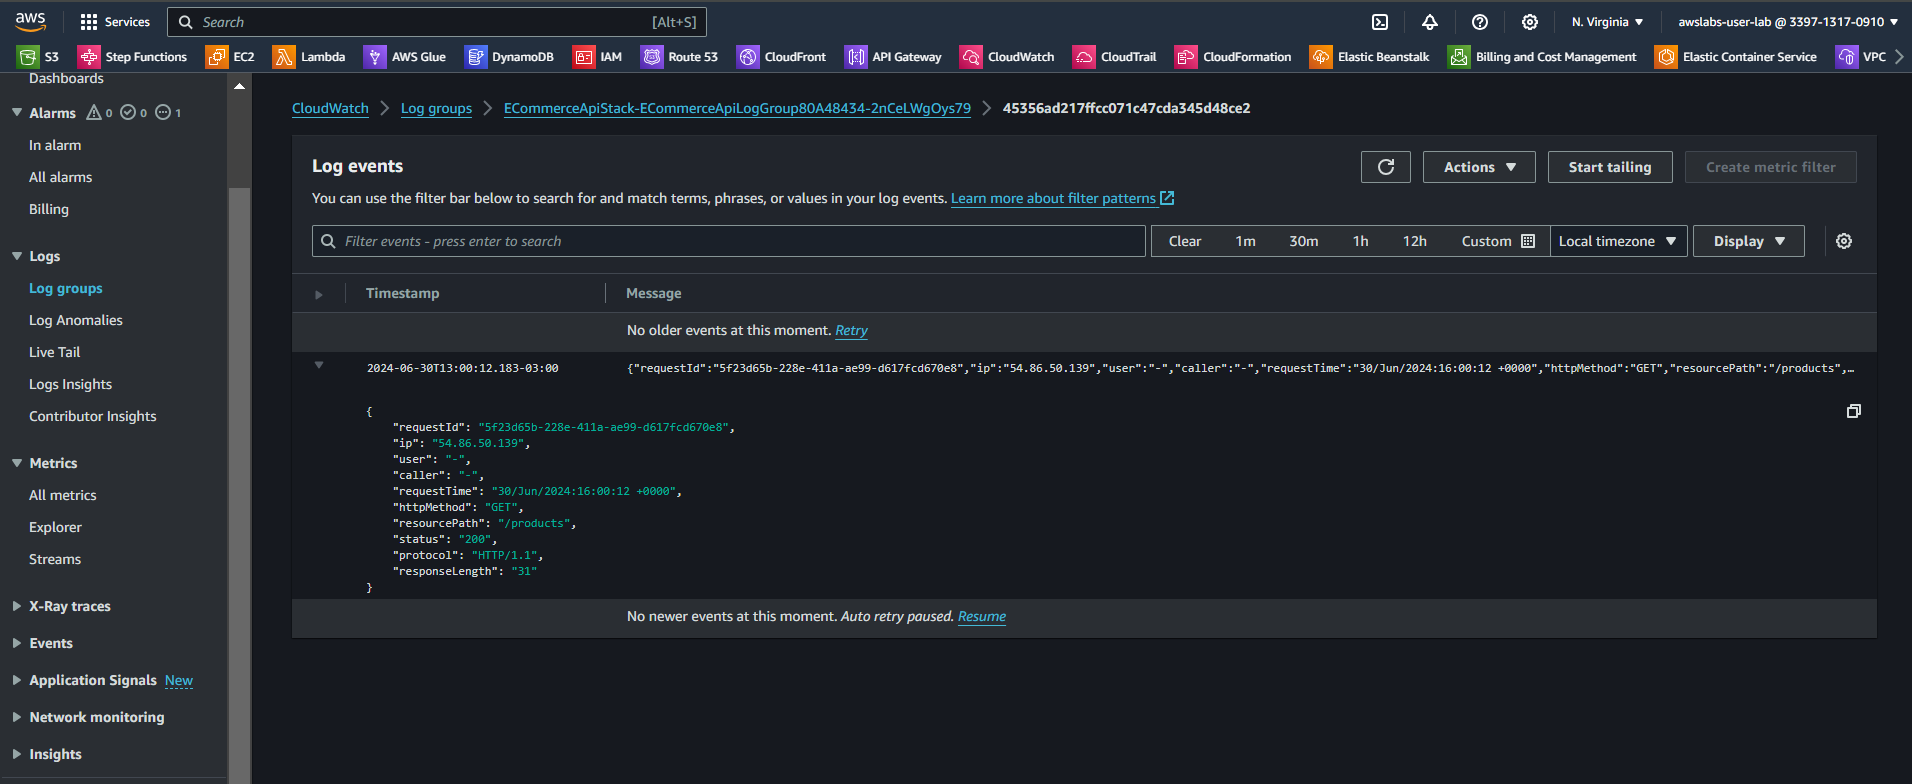 aws
Services
Search
[Alt+S]
N. Virginia
awslabs-user-lab @ 3397-1317-0910
S3
Step Functions
EC2
Lambda
AWS Glue
DynamoDB
IAM
Route 53
CloudFront
API Gateway
CloudWatch
CloudTrail
CloudFormation
Elastic Beanstalk
Billing and Cost Management
Elastic Container Service
VPC
Dashboards
Alarms 0 0 1
In alarm
All alarms
Billing
Logs
Log groups
Log Anomalies
Live Tail
Logs Insights
Contributor Insights
Metrics
All metrics
Explorer
Streams
X-Ray traces
Events
Application Signals New
Network monitoring
Insights
CloudWatch
Log groups
ECommerceApiStack-ECommerceApiLogGroup80A48434-2nCeLWgOys79
45356ad217ffcc071c47cda345d48ce2
Log events
Actions
Start tailing
Create metric filter
You can use the filter bar below to search for and match terms, phrases, or values in your log events. Learn more about filter patterns
Filter events - press enter to search
Clear
1m
30m
1h
12h
Custom
Local timezone
Display
Timestamp
Message
No older events at this moment. Retry
2024-06-30T13:00:12.183-03:00
{"requestId":"5f23d65b-228e-411a-ae99-d617fcd670e8","ip":"54.86.50.139","user":"-","caller":"-","requestTime":"30/Jun/2024:16:00:12 +0000","httpMethod":"GET","resourcePath":"/products",…
{
"requestId": "5f23d65b-228e-411a-ae99-d617fcd670e8",
"ip": "54.86.50.139",
"user": "-",
"caller": "-",
"requestTime": "30/Jun/2024:16:00:12 +0000",
"httpMethod": "GET",
"resourcePath": "/products",
"status": "200",
"protocol": "HTTP/1.1",
"responseLength": "31"
}
No newer events at this moment. Auto retry paused. Resume